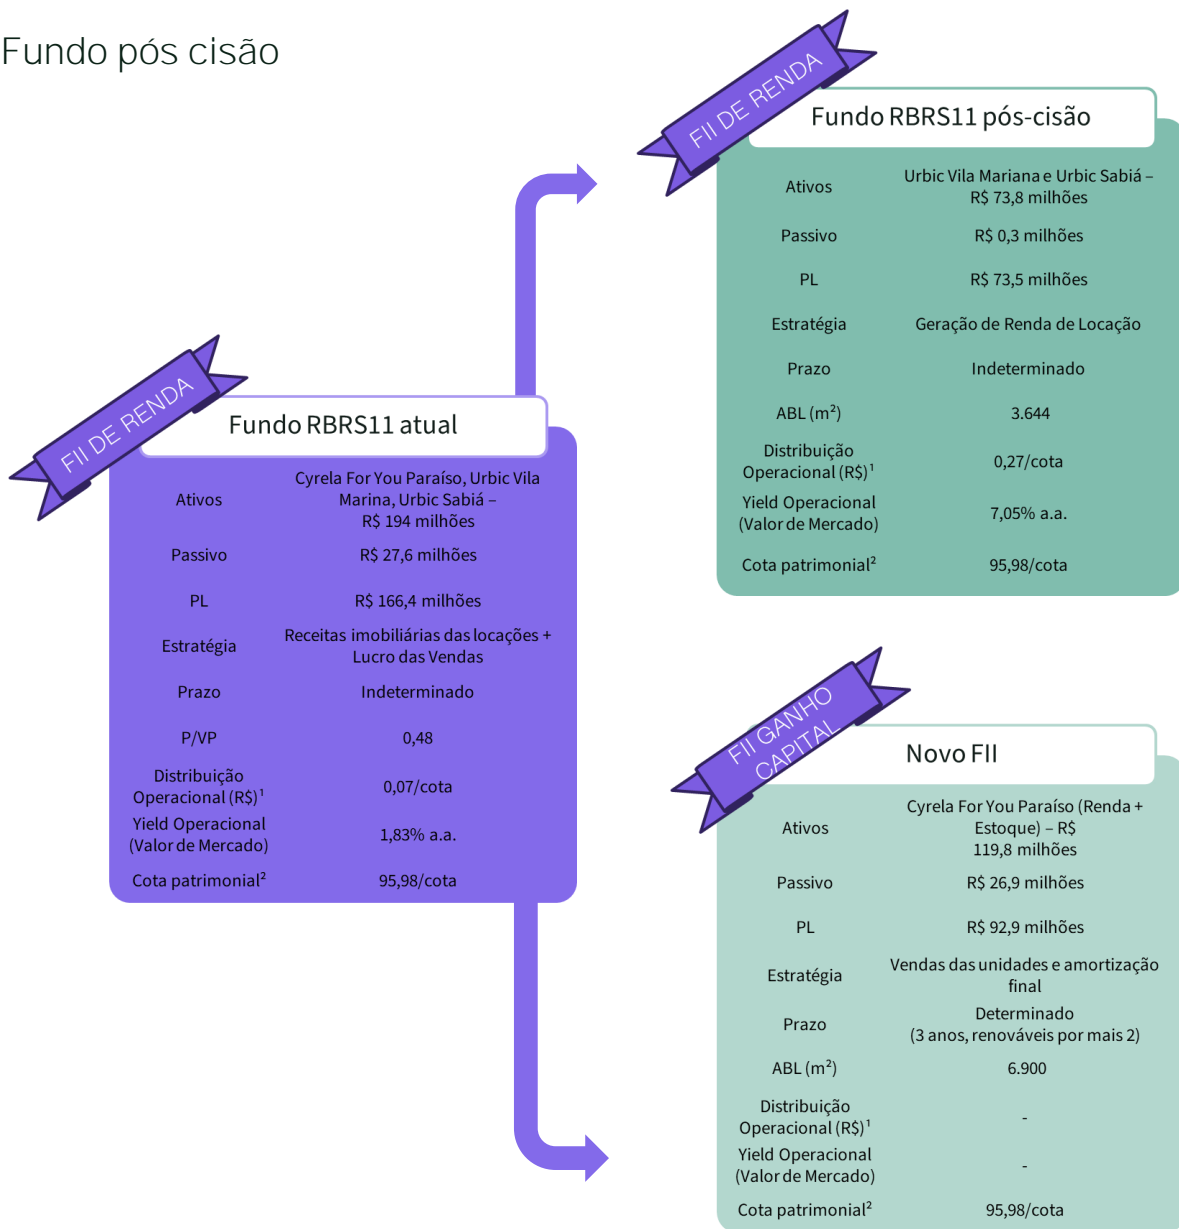 Fundo pós cisão
FII DE RENDA
Fundo RBRS11 atual
Ativos
Cyrela For You Paraíso, Urbic Vila
Marina, Urbic Sabiá –
R$ 194 milhões
Passivo
R$ 27,6 milhões
PL
R$ 166,4 milhões
Estratégia
Receitas imobiliárias das locações +
Lucro das Vendas
Prazo
Indeterminado
P/VP
0,48
Distribuição
Operacional (R$)¹
0,07/cota
Yield Operacional
(Valor de Mercado)
1,83% a.a.
Cota patrimonial²
95,98/cota
FII DE RENDA
Fundo RBRS11 pós-cisão
Ativos
Urbic Vila Mariana e Urbic Sabiá –
R$ 73,8 milhões
Passivo
R$ 0,3 milhões
PL
R$ 73,5 milhões
Estratégia
Geração de Renda de Locação
Prazo
Indeterminado
ABL (m²)
3.644
Distribuição
Operacional (R$)¹
0,27/cota
Yield Operacional
(Valor de Mercado)
7,05% a.a.
Cota patrimonial²
95,98/cota
FII GANHO
CAPITAL
Novo FII
Ativos
Cyrela For You Paraíso (Renda +
Estoque) – R$
119,8 milhões
Passivo
R$ 26,9 milhões
PL
R$ 92,9 milhões
Estratégia
Vendas das unidades e amortização
final
Prazo
Determinado
(3 anos, renováveis por mais 2)
ABL (m²)
6.900
Distribuição
Operacional (R$)¹
-
Yield Operacional
(Valor de Mercado)
-
Cota patrimonial²
95,98/cota